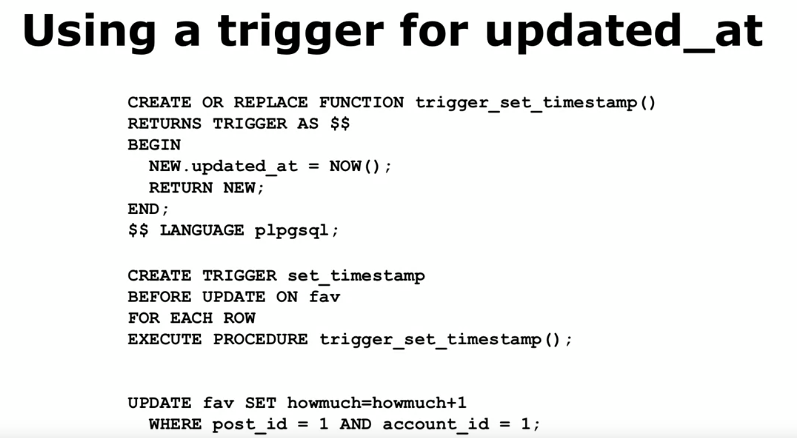 Using a trigger for updated_at
CREATE OR REPLACE FUNCTION trigger_set_timestamp()
RETURNS TRIGGER AS $$
BEGIN
  NEW.updated_at = NOW();
  RETURN NEW;
END;
$$ LANGUAGE plpgsql;
CREATE TRIGGER set_timestamp
BEFORE UPDATE ON fav
FOR EACH ROW
EXECUTE PROCEDURE trigger_set_timestamp();
UPDATE fav SET howmuch=howmuch+1
  WHERE post_id = 1 AND account_id = 1;